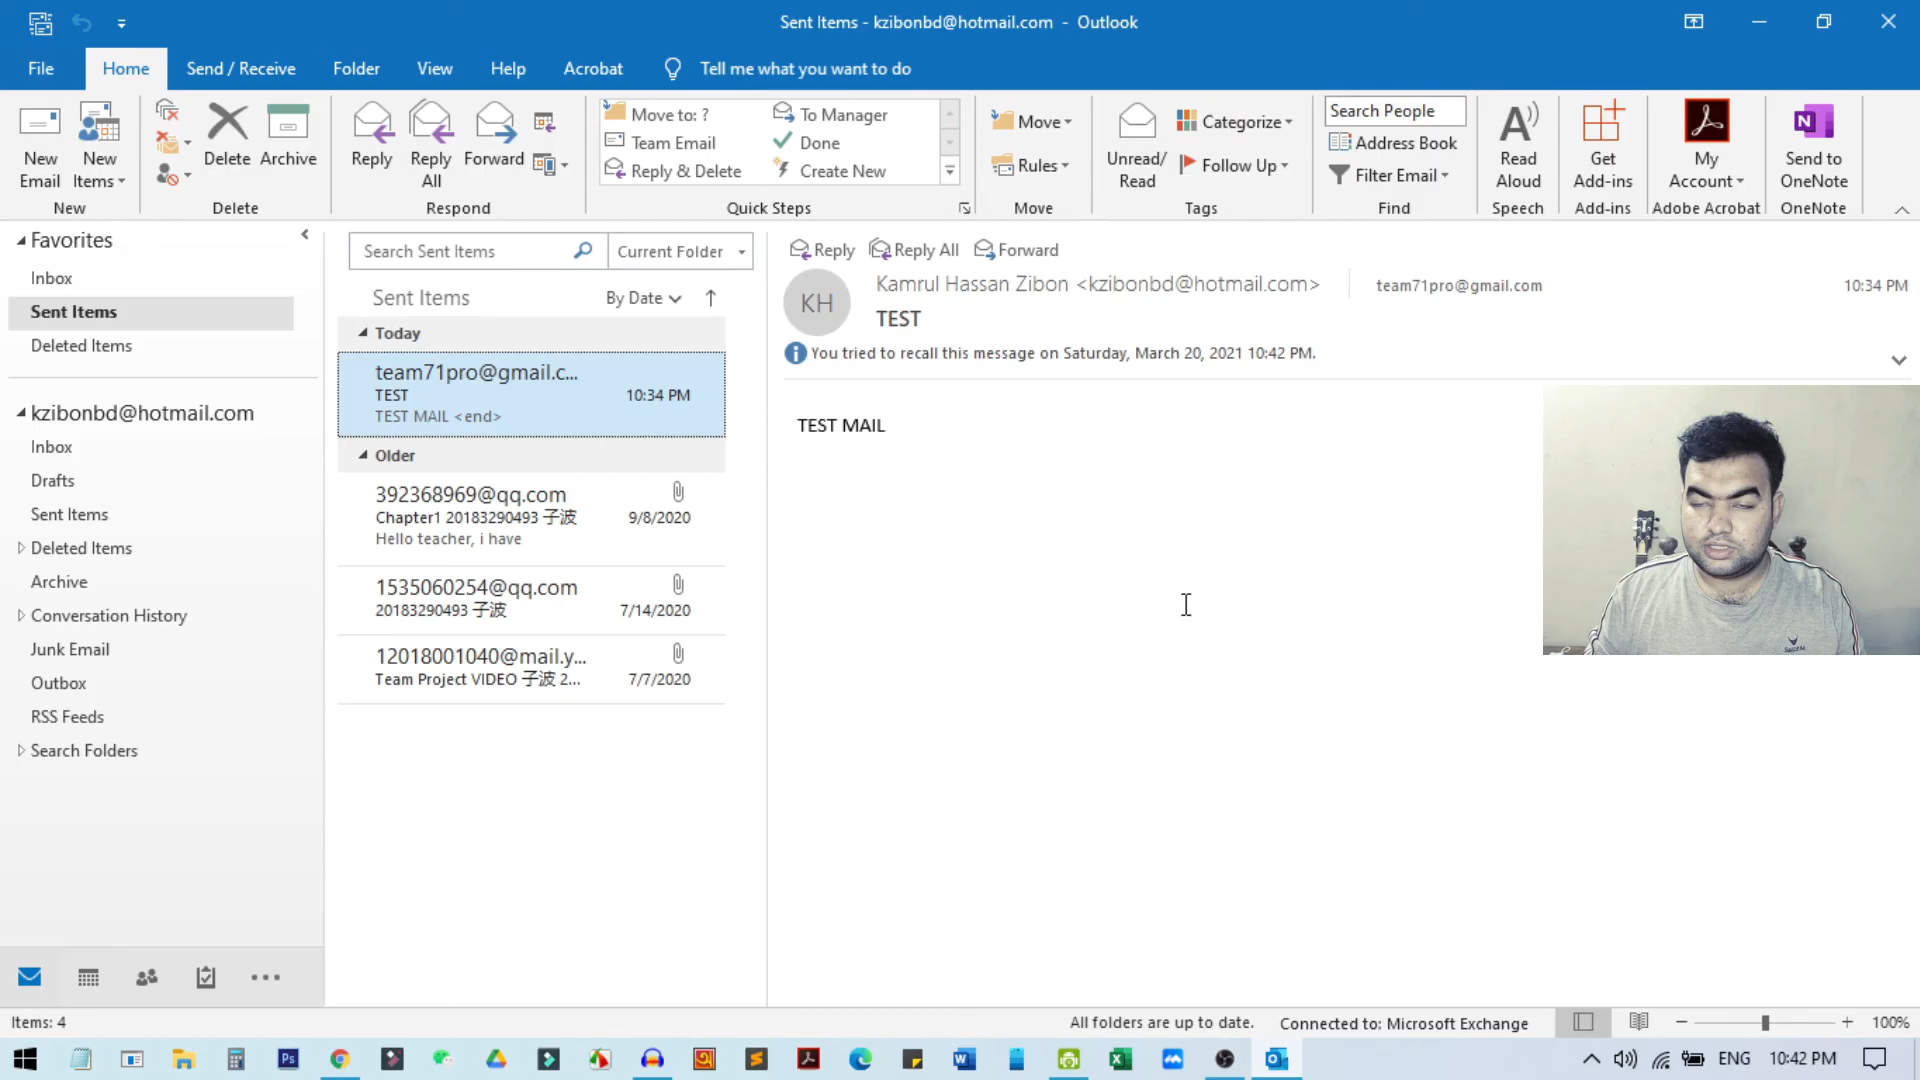 Sent Items - kzibonbd@hotmail.com - Outlook
File Home Send / Receive Folder View Help Acrobat Tell me what you want to do
New Email
New Items
New
Delete
Archive
Delete
Reply
Reply All
Forward
Respond
Move to: ?
Team Email
Reply & Delete
To Manager
Done
Create New
Quick Steps
Move
Rules
Move
Unread/ Read
Categorize
Follow Up
Tags
Search People
Address Book
Filter Email
Find
Read Aloud
Speech
Get Add-ins
Add-ins
My Account
Adobe Acrobat
Send to OneNote
OneNote
Favorites
Inbox
Sent Items
Deleted Items
kzibonbd@hotmail.com
Inbox
Drafts
Sent Items
Deleted Items
Archive
Conversation History
Junk Email
Outbox
RSS Feeds
Search Folders
Search Sent Items
Current Folder
Sent Items
By Date
Today
team71pro@gmail.c...
TEST 10:34 PM
TEST MAIL <end>
Older
392368969@qq.com
Chapter1 20183290493 子波 9/8/2020
Hello teacher, i have
1535060254@qq.com
20183290493 子波 7/14/2020
12018001040@mail.y...
Team Project VIDEO 子波 2... 7/7/2020
Reply Reply All Forward
KH
Kamrul Hassan Zibon <kzibonbd@hotmail.com> team71pro@gmail.com 10:34 PM
TEST
You tried to recall this message on Saturday, March 20, 2021 10:42 PM.
TEST MAIL
Items: 4
All folders are up to date. Connected to: Microsoft Exchange 100%
ENG 10:42 PM